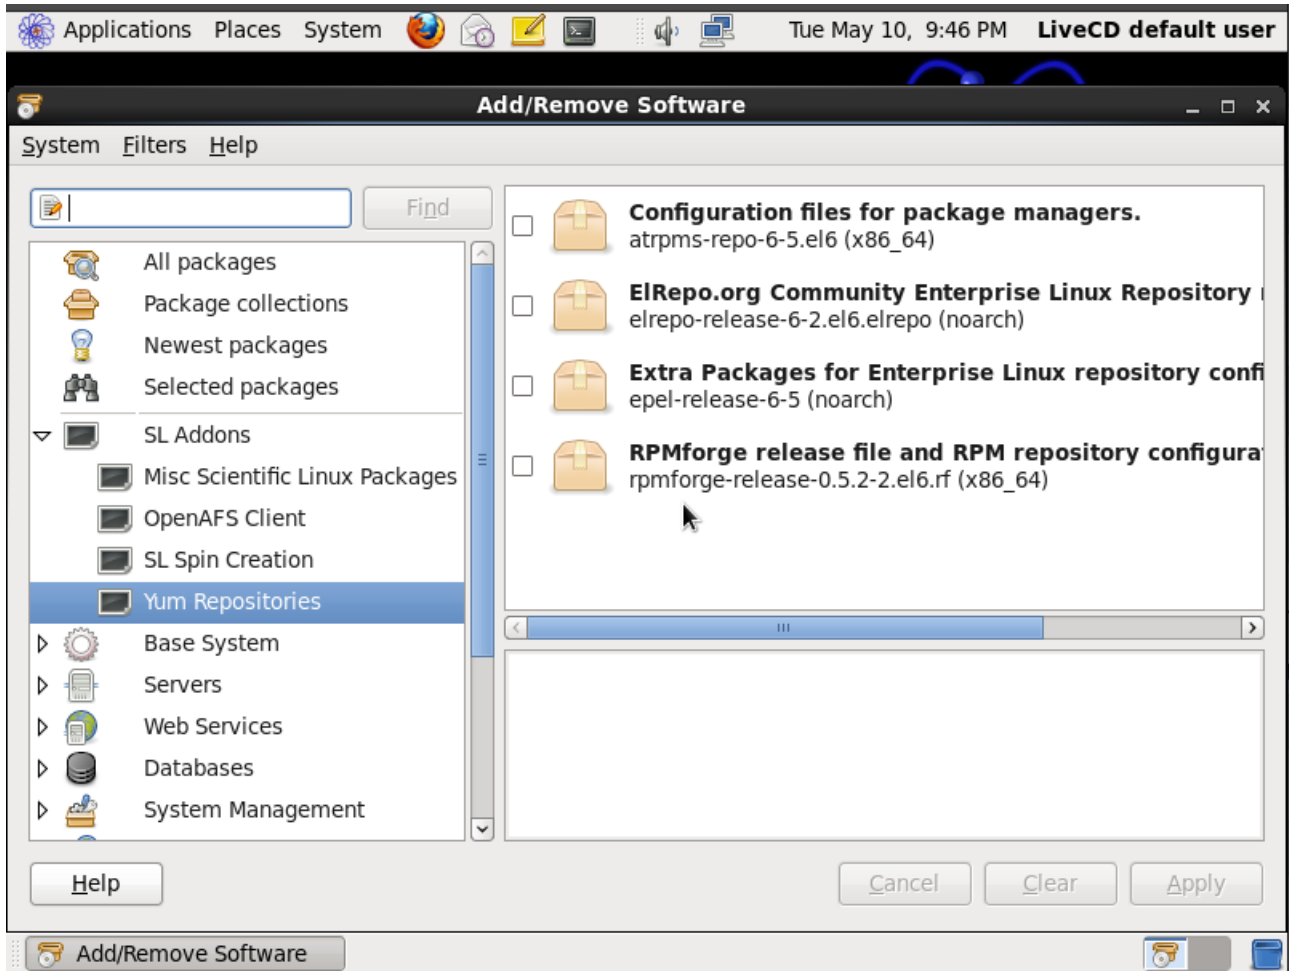 Applications Places System Tue May 10, 9:46 PM LiveCD default user
Add/Remove Software
System Filters Help
Find
All packages
Package collections
Newest packages
Selected packages
SL Addons
Misc Scientific Linux Packages
OpenAFS Client
SL Spin Creation
Yum Repositories
Base System
Servers
Web Services
Databases
System Management
Configuration files for package managers.
atrpms-repo-6-5.el6 (x86_64)
ElRepo.org Community Enterprise Linux Repository
elrepo-release-6-2.el6.elrepo (noarch)
Extra Packages for Enterprise Linux repository confi
epel-release-6-5 (noarch)
RPMforge release file and RPM repository configura
rpmforge-release-0.5.2-2.el6.rf (x86_64)
Help Cancel Clear Apply
Add/Remove Software